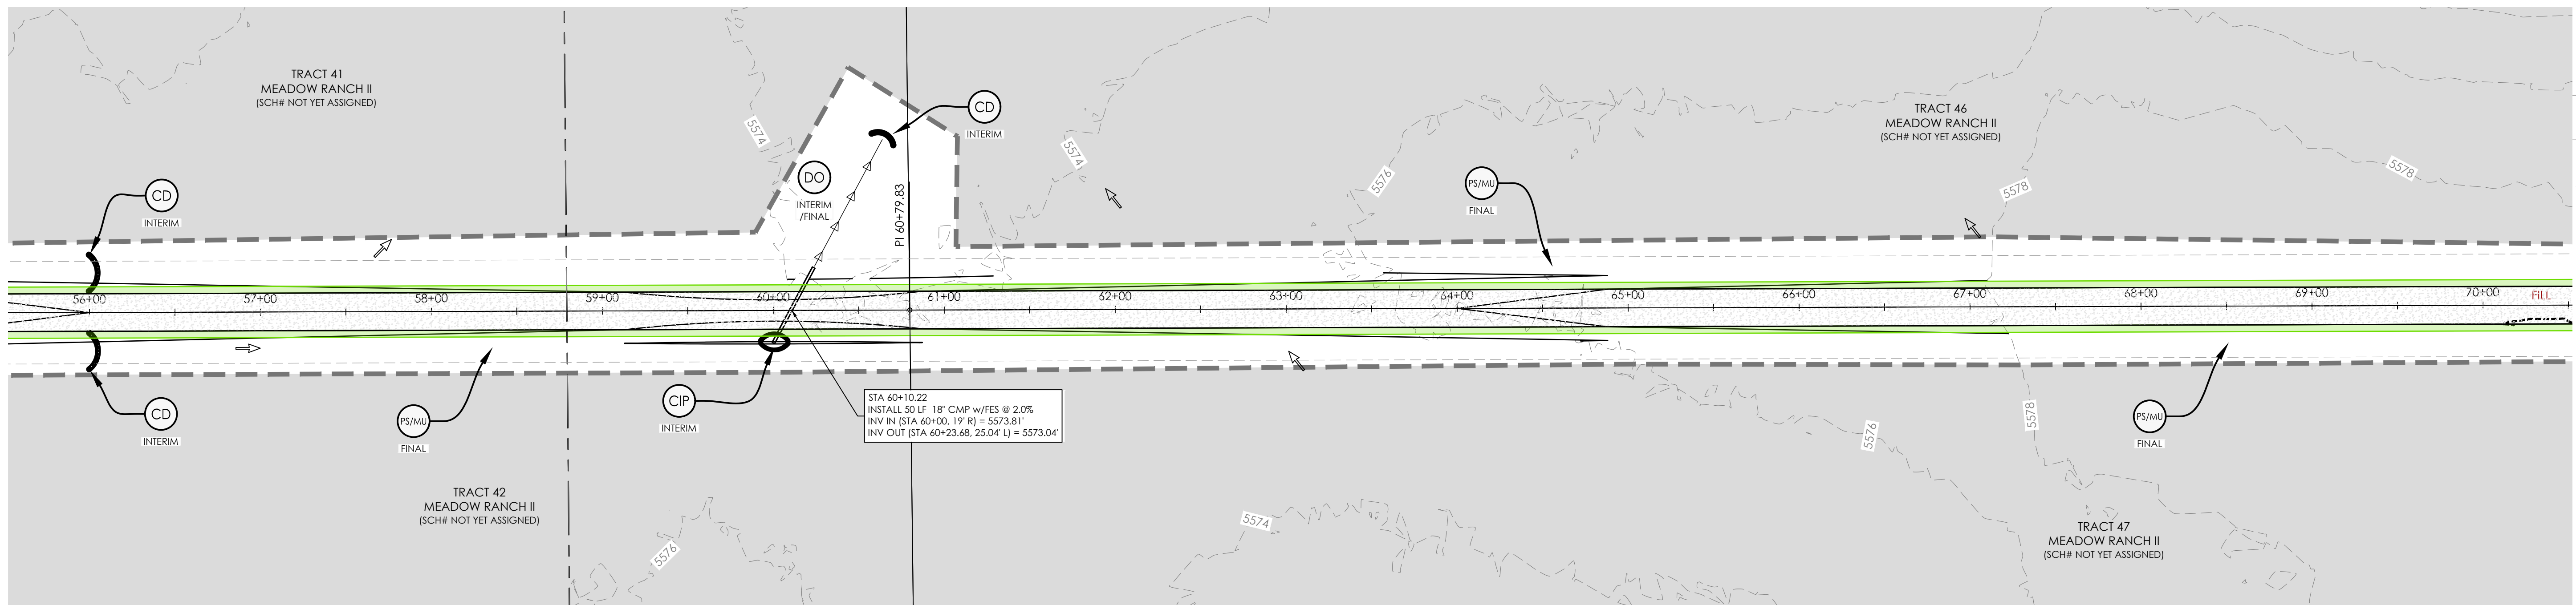 TRACT 41
MEADOW RANCH II
(SCH# NOT YET ASSIGNED)
CD
INTERIM
5574
DO
INTERIM
/FINAL
CD
INTERIM
PI 60+79.83
5574
5576
PS/MU
FINAL
TRACT 46
MEADOW RANCH II
(SCH# NOT YET ASSIGNED)
5578
5578
56+00
57+00
58+00
59+00
60+00
61+00
62+00
63+00
64+00
65+00
66+00
67+00
68+00
69+00
70+00
FILL
CD
INTERIM
PS/MU
FINAL
CIP
INTERIM
STA 60+10.22
INSTALL 50 LF 18" CMP w/FES @ 2.0%
INV IN (STA 60+00, 19' R) = 5573.81'
INV OUT (STA 60+23.68, 25.04' L) = 5573.04'
5576
5578
PS/MU
FINAL
TRACT 42
MEADOW RANCH II
(SCH# NOT YET ASSIGNED)
5576
5574
TRACT 47
MEADOW RANCH II
(SCH# NOT YET ASSIGNED)